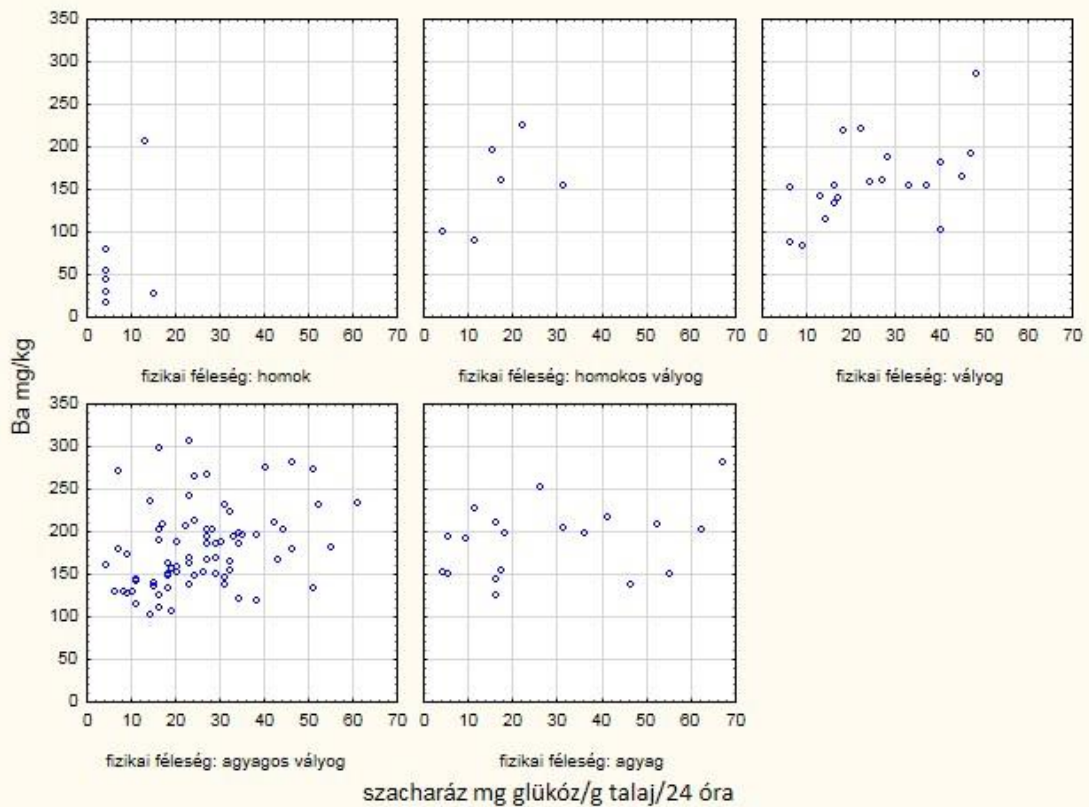 350
300
250
200
150
100
50
0
0 10 20 30 40 50 60 70
fizikai féleség: homok
0 10 20 30 40 50 60 70
fizikai féleség: homokos vályog
0 10 20 30 40 50 60 70
fizikai féleség: vályog
Ba mg/kg
350
300
250
200
150
100
50
0
0 10 20 30 40 50 60 70
fizikai féleség: agyagos vályog
0 10 20 30 40 50 60 70
fizikai féleség: agyag
szacharáz mg glükóz/g talaj/24 óra